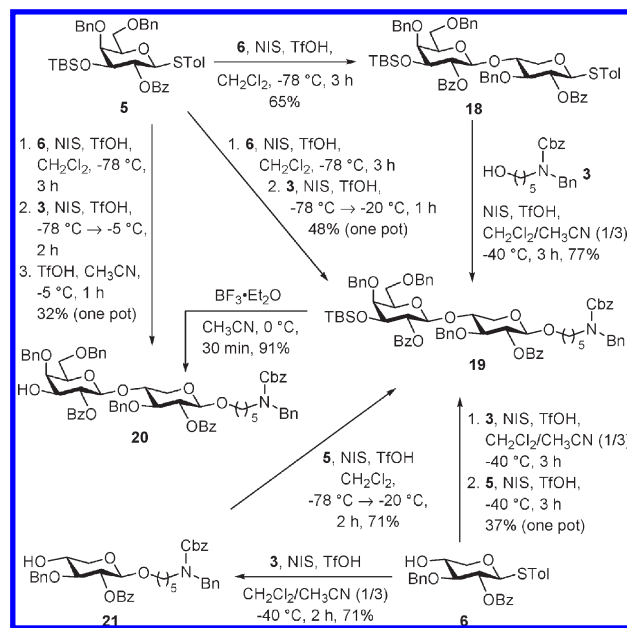 BnO OBn
O
TBSO STol
OBz
5
6, NIS, TfOH,
CH2Cl2, -78 °C, 3 h
65%
BnO OBn
O O
TBSO O STol
BzO BnO
OBz
18
1. 6, NIS, TfOH,
CH2Cl2, -78 °C,
3 h
2. 3, NIS, TfOH,
-78 °C → -5 °C,
2 h
3. TfOH, CH3CN,
-5 °C, 1 h
32% (one pot)
1. 6, NIS, TfOH,
CH2Cl2, -78 °C, 3 h
2. 3, NIS, TfOH,
-78 °C → -20 °C, 1 h
48% (one pot)
Cbz
HO N 3
5 Bn
NIS, TfOH,
CH2Cl2/CH3CN (1/3)
-40 °C, 3 h, 77%
BF3•Et2O
CH3CN, 0 °C,
30 min, 91%
BnO OBn
O O Cbz
TBSO O O N
BzO BnO 5 Bn
OBz
19
BnO OBn
O O Cbz
HO O O N
BzO BnO 5 Bn
OBz
20
5, NIS, TfOH
CH2Cl2,
-78 °C → -20 °C,
2 h, 71%
1. 3, NIS, TfOH,
CH2Cl2/CH3CN (1/3)
-40 °C, 3 h
2. 5, NIS, TfOH,
-40 °C, 3 h
37% (one pot)
Cbz
HO O N
BnO O 5 Bn
OBz
21
3, NIS, TfOH
CH2Cl2/CH3CN (1/3)
-40 °C, 2 h, 71%
HO O
BnO STol
OBz
6